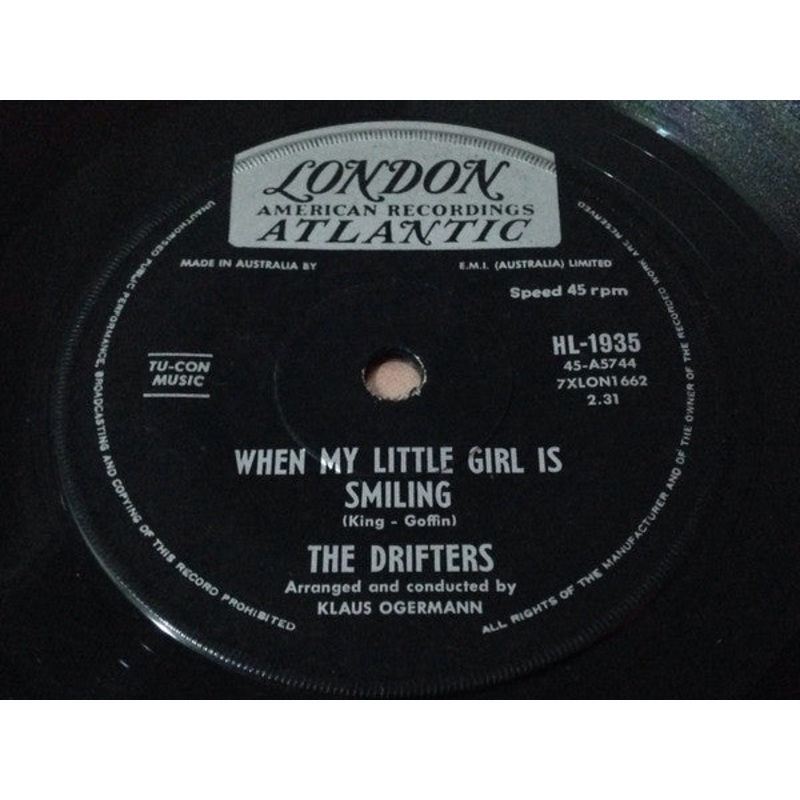 LONDON
AMERICAN RECORDINGS
ATLANTIC
MADE IN AUSTRALIA BY E.M.I. (AUSTRALIA) LIMITED
Speed 45 rpm
TU-CON
MUSIC
HL-1935
45-A5744
7XLON1662
2.31
WHEN MY LITTLE GIRL IS
SMILING
(King - Goffin)
THE DRIFTERS
Arranged and conducted by
KLAUS OGERMANN
UNAUTHORISED PUBLIC PERFORMANCE, BROADCASTING AND COPYING OF THIS RECORD PROHIBITED
ALL RIGHTS OF THE MANUFACTURER AND OF THE OWNER OF THE RECORDED WORK ARE RESERVED